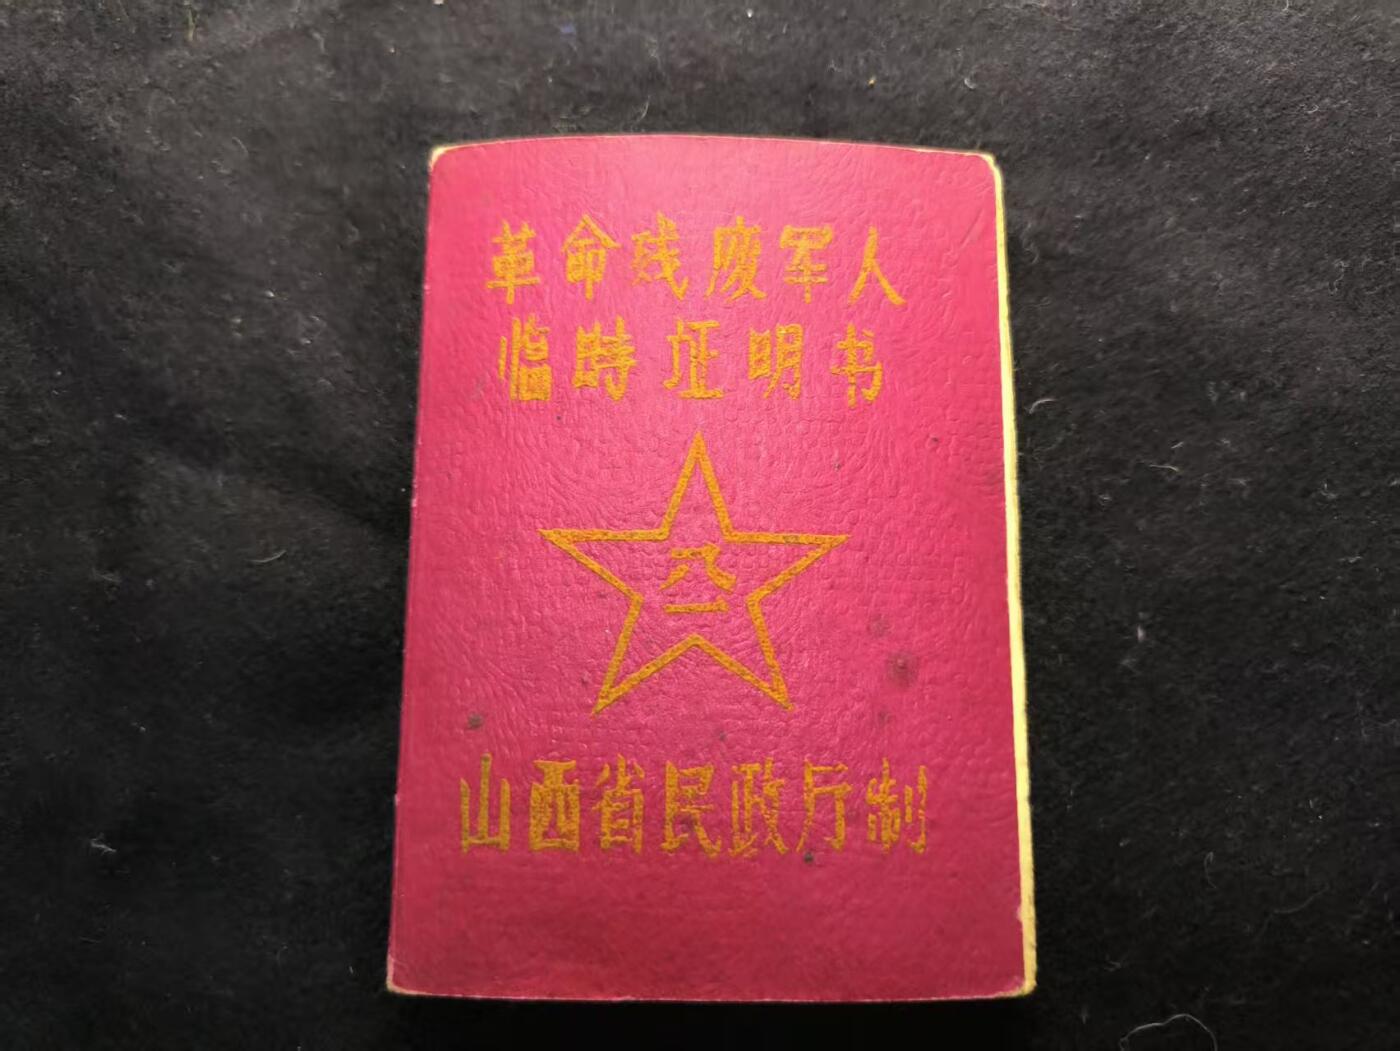 革命残废军人
临時证明书
八一
山西省民政厅制